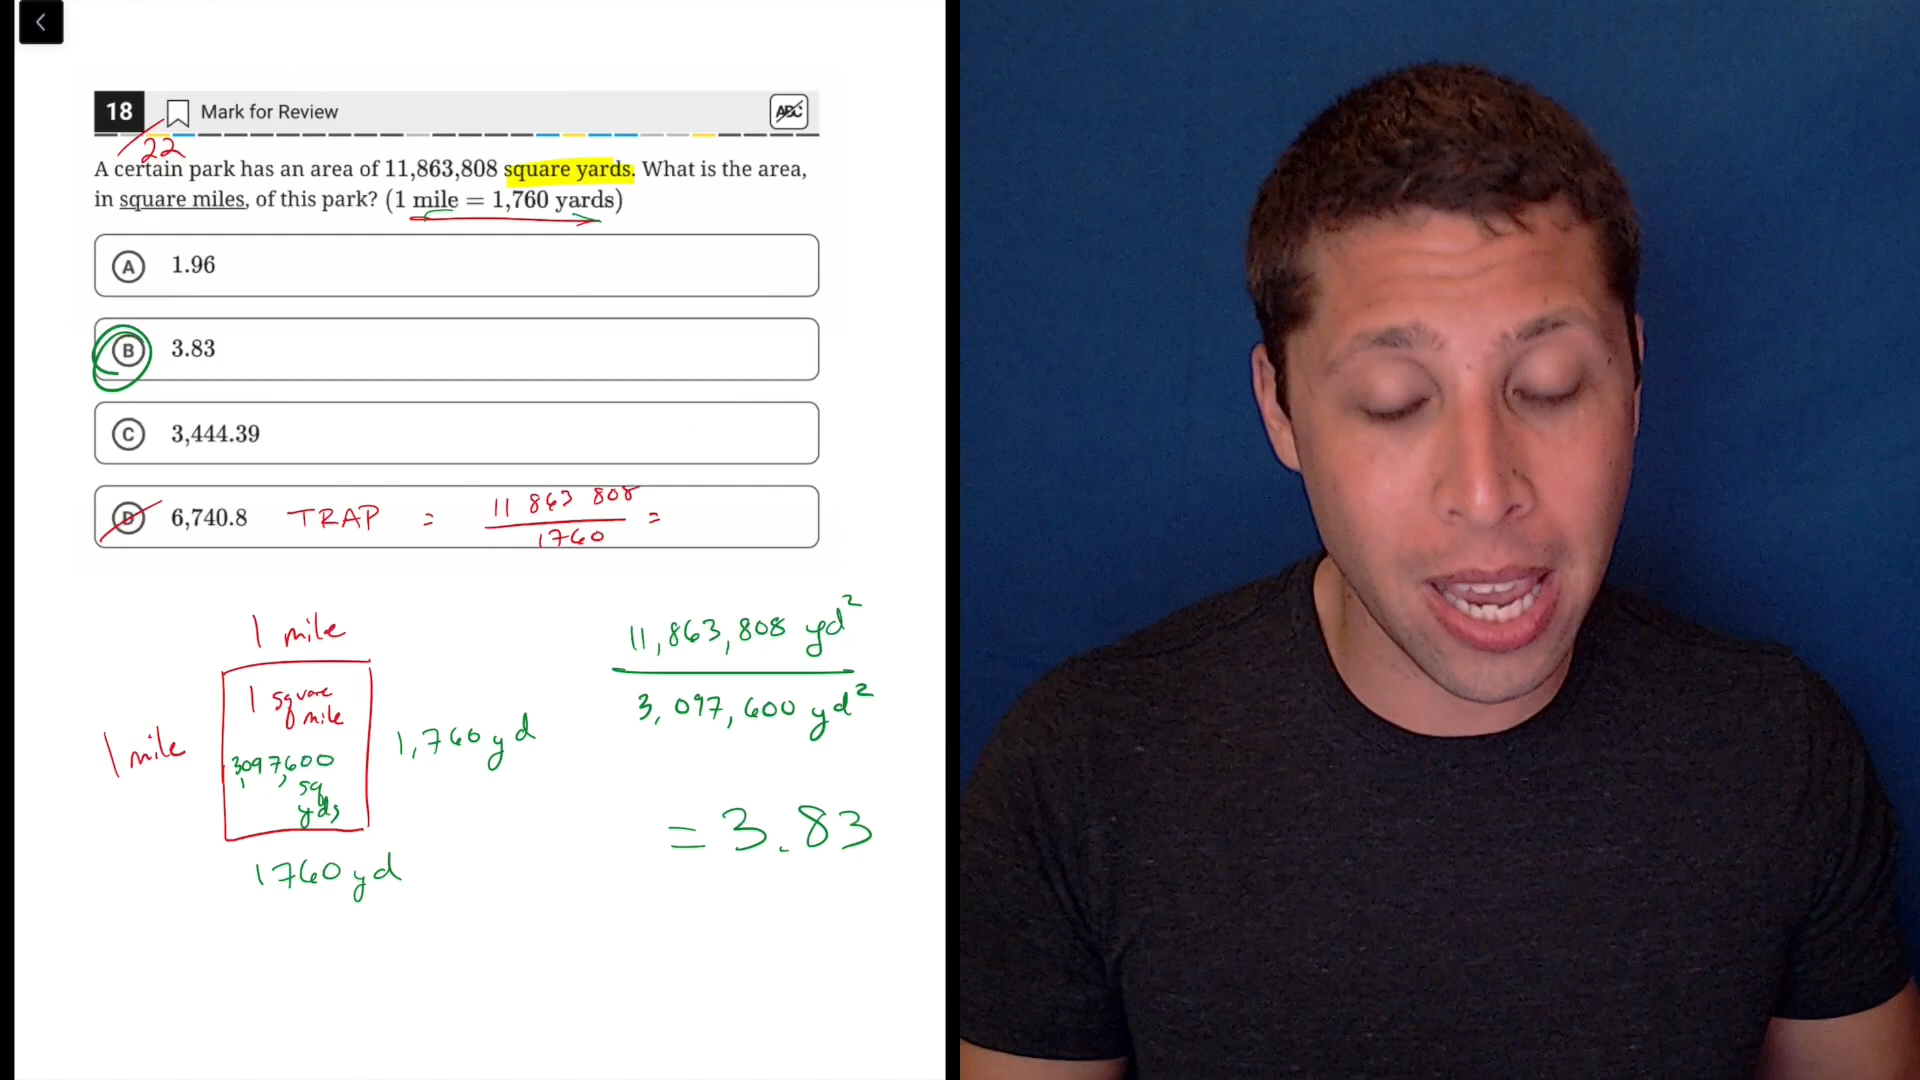 18 Mark for Review ABC
22
A certain park has an area of 11,863,808 square yards. What is the area,
in square miles, of this park? (1 mile = 1,760 yards)
A 1.96
B 3.83
C 3,444.39
D 6,740.8 TRAP = 11 863 808 =
1760
1 mile
1 square
mile
1 mile
3,097,600
sq
yds
1,760 yd
1760 yd
11,863,808 yd²
3,097,600 yd²
= 3.83